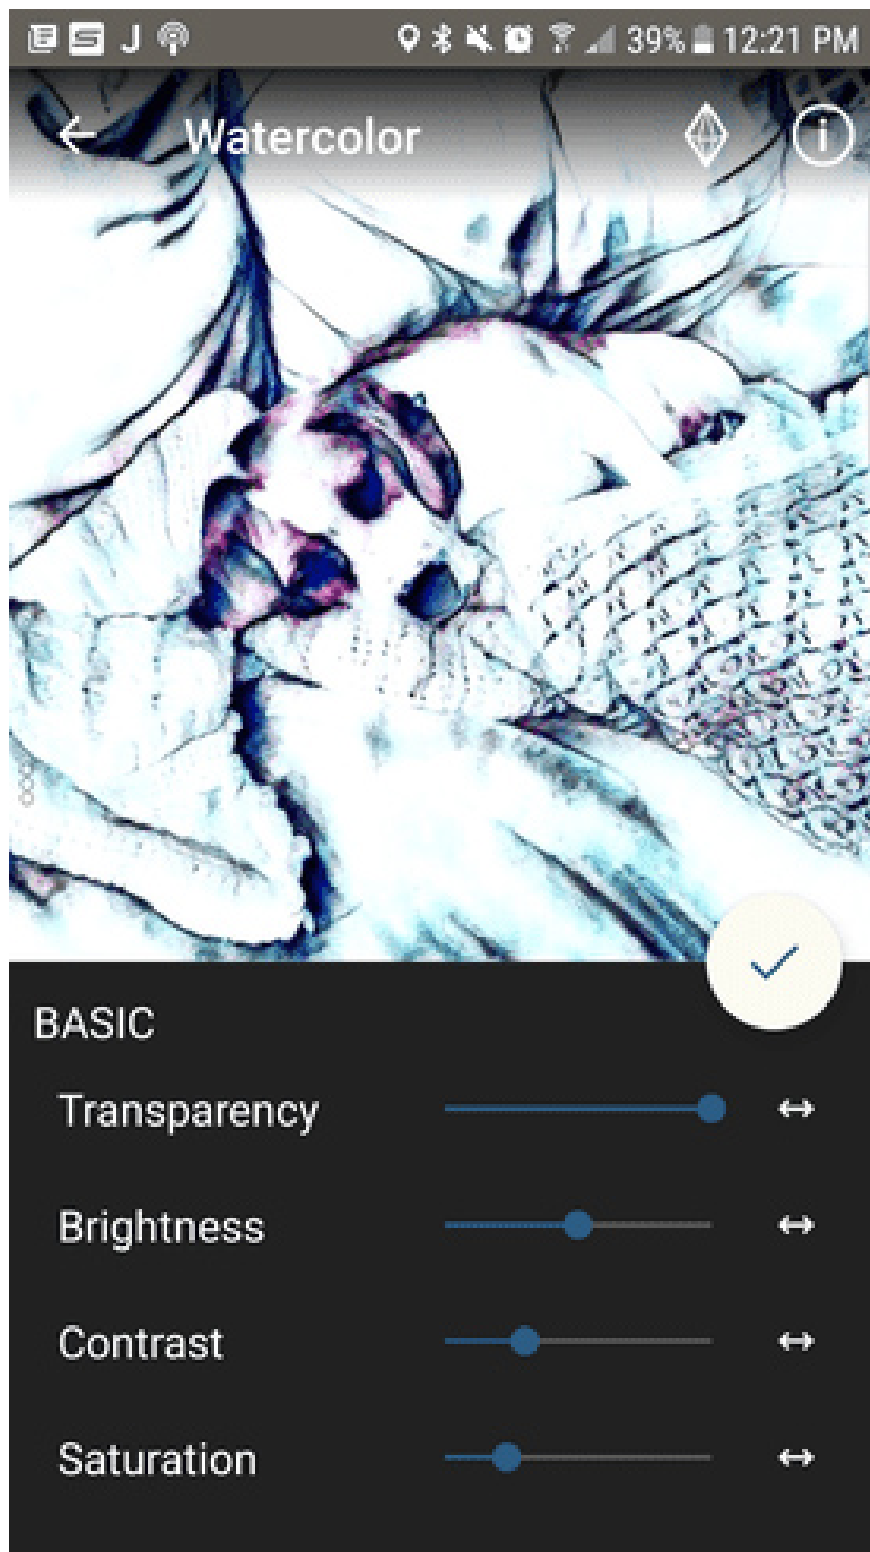 J 39% 12:21 PM
Watercolor
BASIC
Transparency
Brightness
Contrast
Saturation